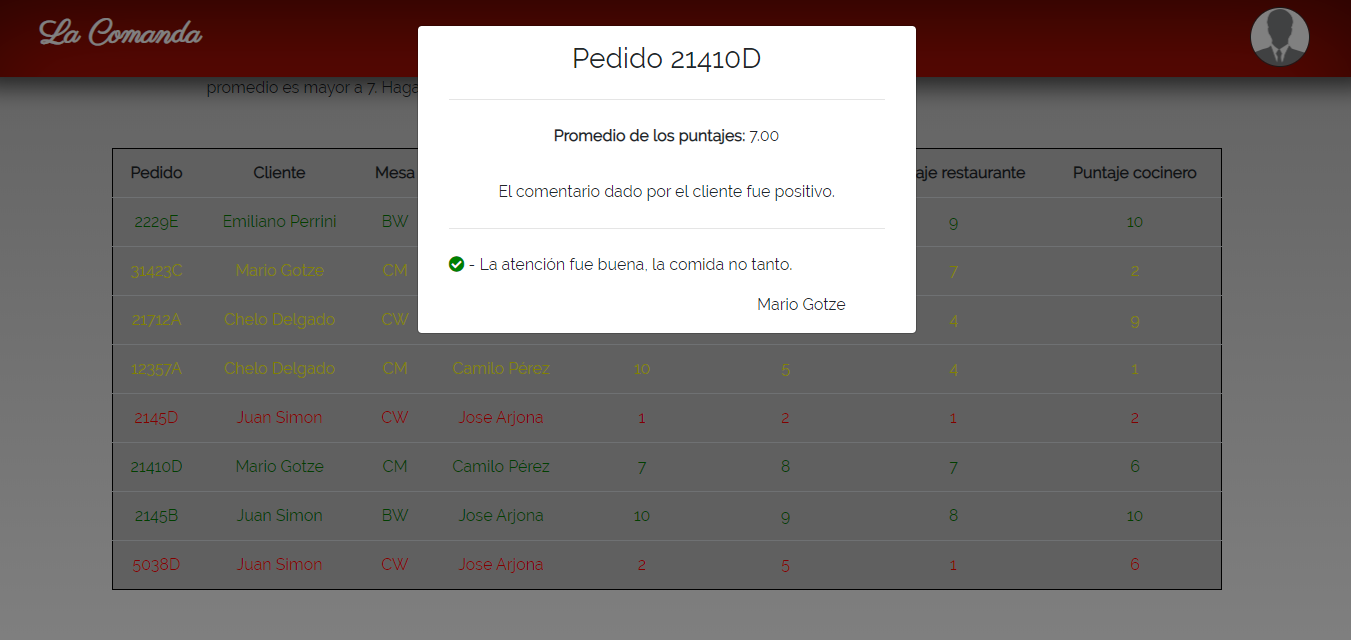 La Comanda
Pedido 21410D
promedio es mayor a 7. Haga
Promedio de los puntajes: 7.00
El comentario dado por el cliente fue positivo.
- La atención fue buena, la comida no tanto.
Mario Gotze
Pedido Cliente Mesa restaurante Puntaje cocinero
2229E Emiliano Perrini BW 9 10
31423C Mario Gotze CM 7 2
21712A Chelo Delgado CW 4 9
12357A Chelo Delgado CM Camilo Pérez 10 5 4 1
2145D Juan Simon CW Jose Arjona 1 2 1 2
21410D Mario Gotze CM Camilo Pérez 7 8 7 6
2145B Juan Simon BW Jose Arjona 10 9 8 10
5038D Juan Simon CW Jose Arjona 2 5 1 6